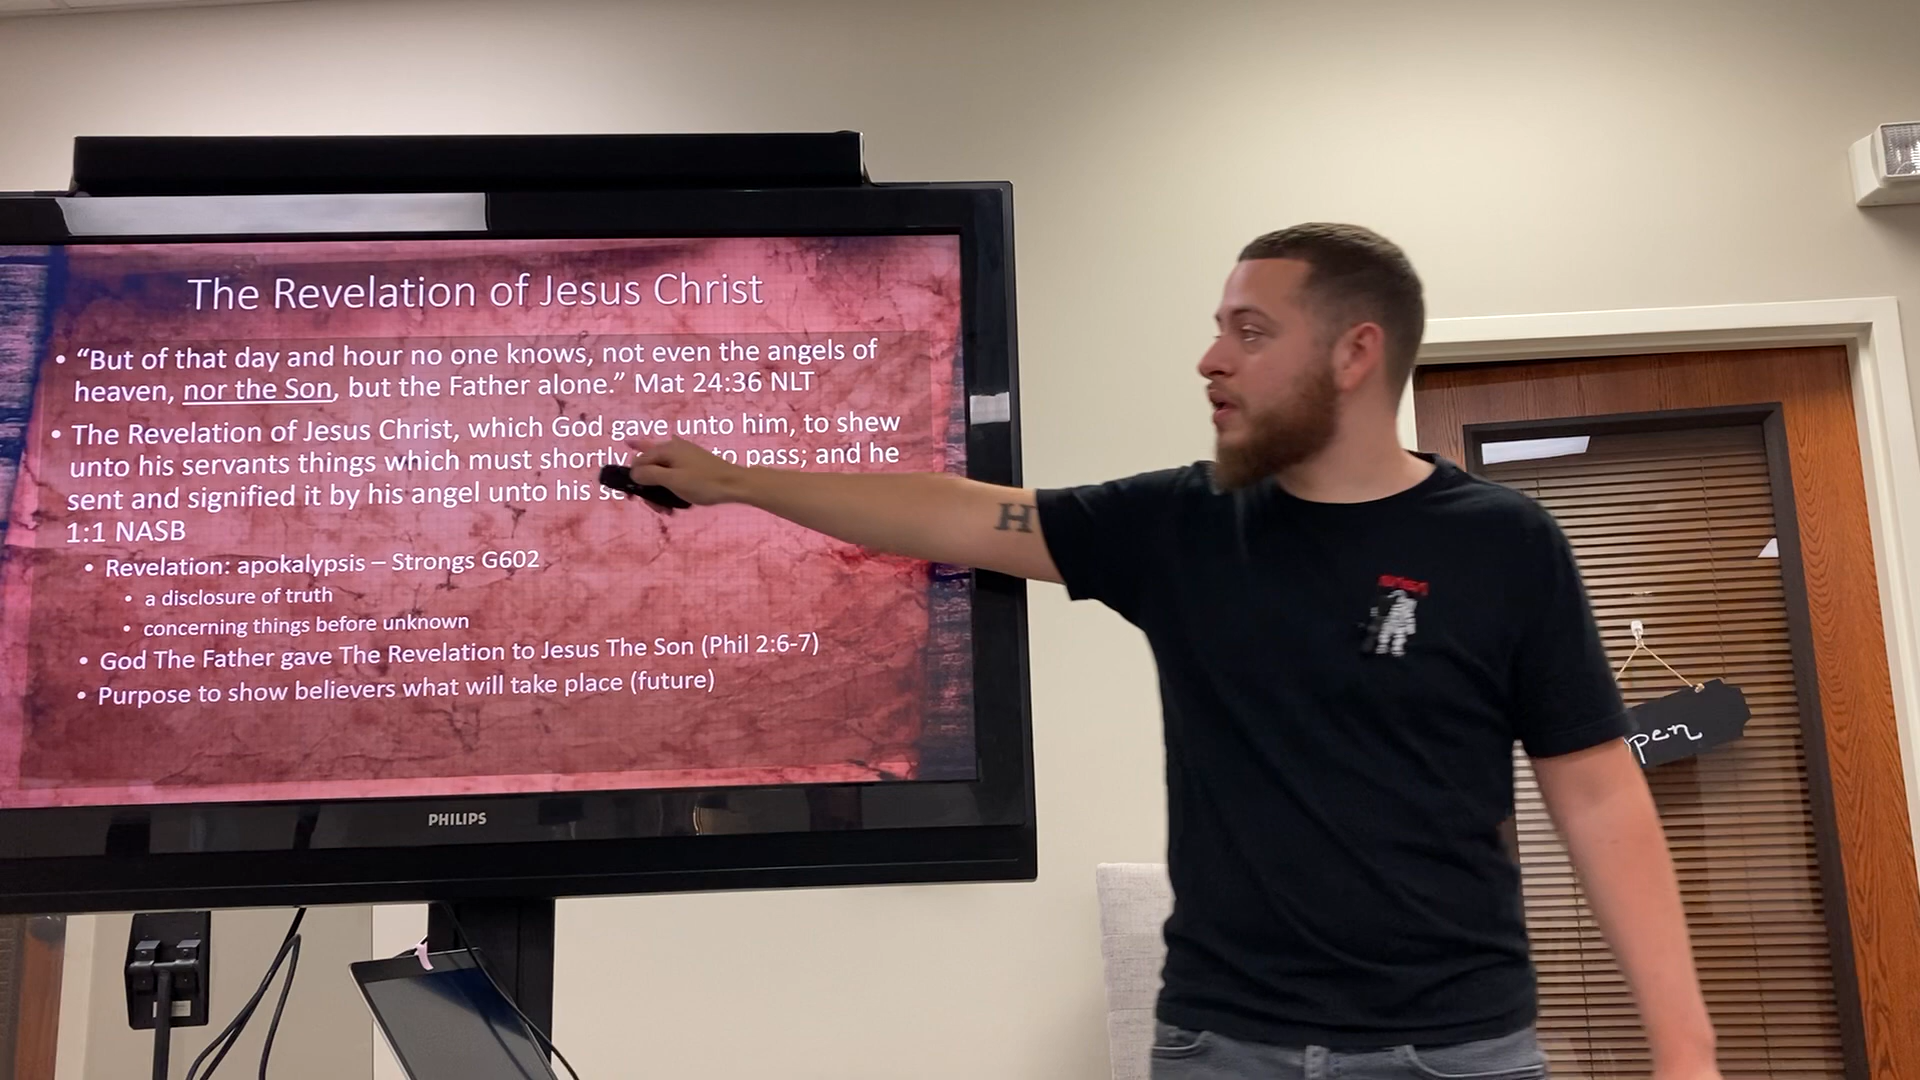 The Revelation of Jesus Christ
• “But of that day and hour no one knows, not even the angels of
heaven, nor the Son, but the Father alone.” Mat 24:36 NLT
• The Revelation of Jesus Christ, which God gave unto him, to shew
unto his servants things which must shortly to pass; and he
sent and signified it by his angel unto his
1:1 NASB
• Revelation: apokalypsis – Strongs G602
• a disclosure of truth
• concerning things before unknown
• God The Father gave The Revelation to Jesus The Son (Phil 2:6-7)
• Purpose to show believers what will take place (future)
PHILIPS
H
pen